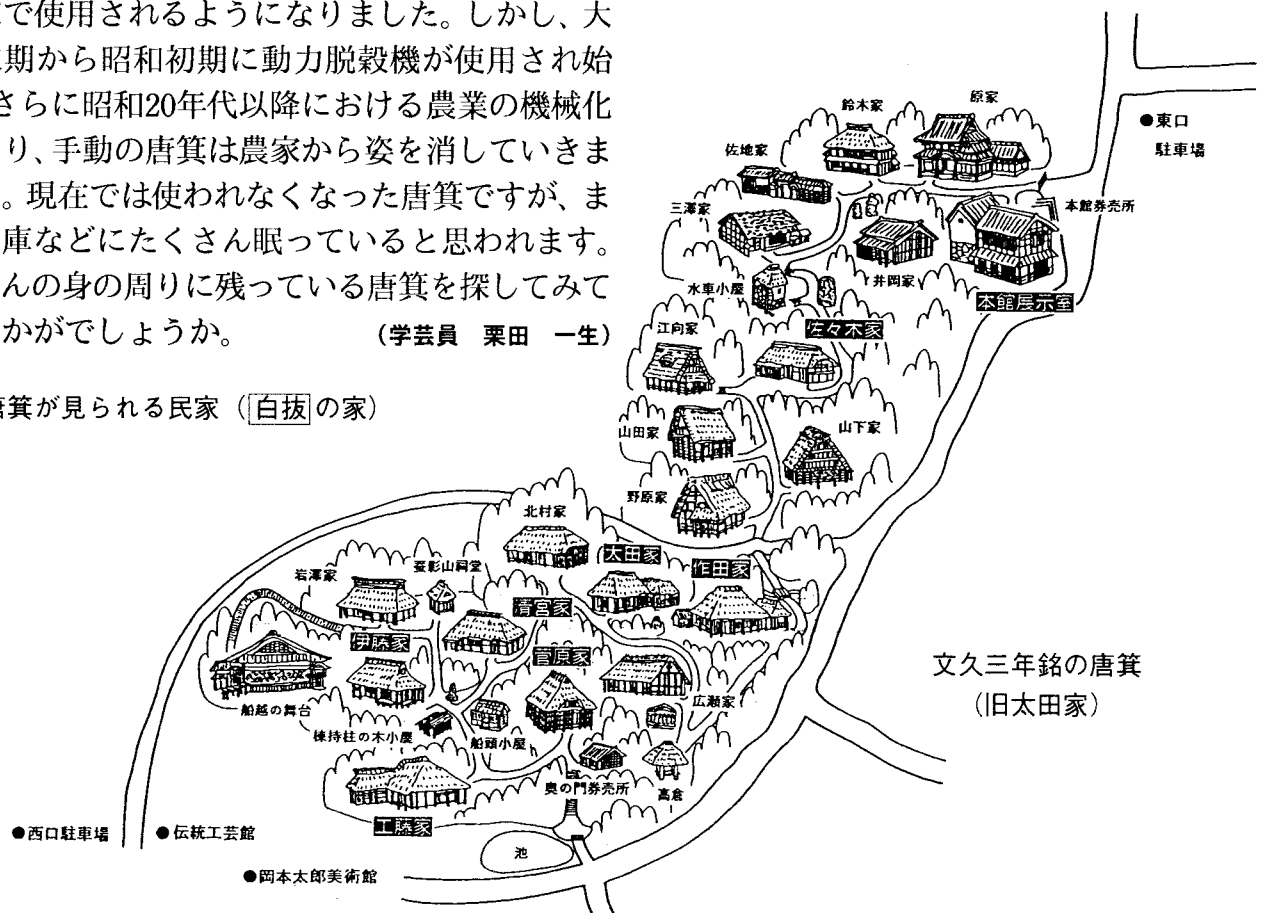 で使用されるようになりました。しかし、大
期から昭和初期に動力脱穀機が使用され始
さらに昭和20年代以降における農業の機械化
り、手動の唐箕は農家から姿を消していきま
。現在では使われなくなった唐箕ですが、ま
庫などにたくさん眠っていると思われます。
んの身の周りに残っている唐箕を探してみて
かがでしょうか。 (学芸員 栗田 一生)
唐箕が見られる民家（白抜の家）
鈴木家
原家
●東口
駐車場
佐地家
三澤家
本館券売所
井岡家
水車小屋
本館展示室
江向家
佐々木家
山田家
山下家
野原家
北村家
太田家
作田家
岩澤家
蚕影山祠堂
清宮家
伊藤家
菅原家
広瀬家
船越の舞台
棟持柱の木小屋
船頭小屋
奥の門券売所
高倉
工藤家
池
●西口駐車場
●伝統工芸館
●岡本太郎美術館
文久三年銘の唐箕
（旧太田家）